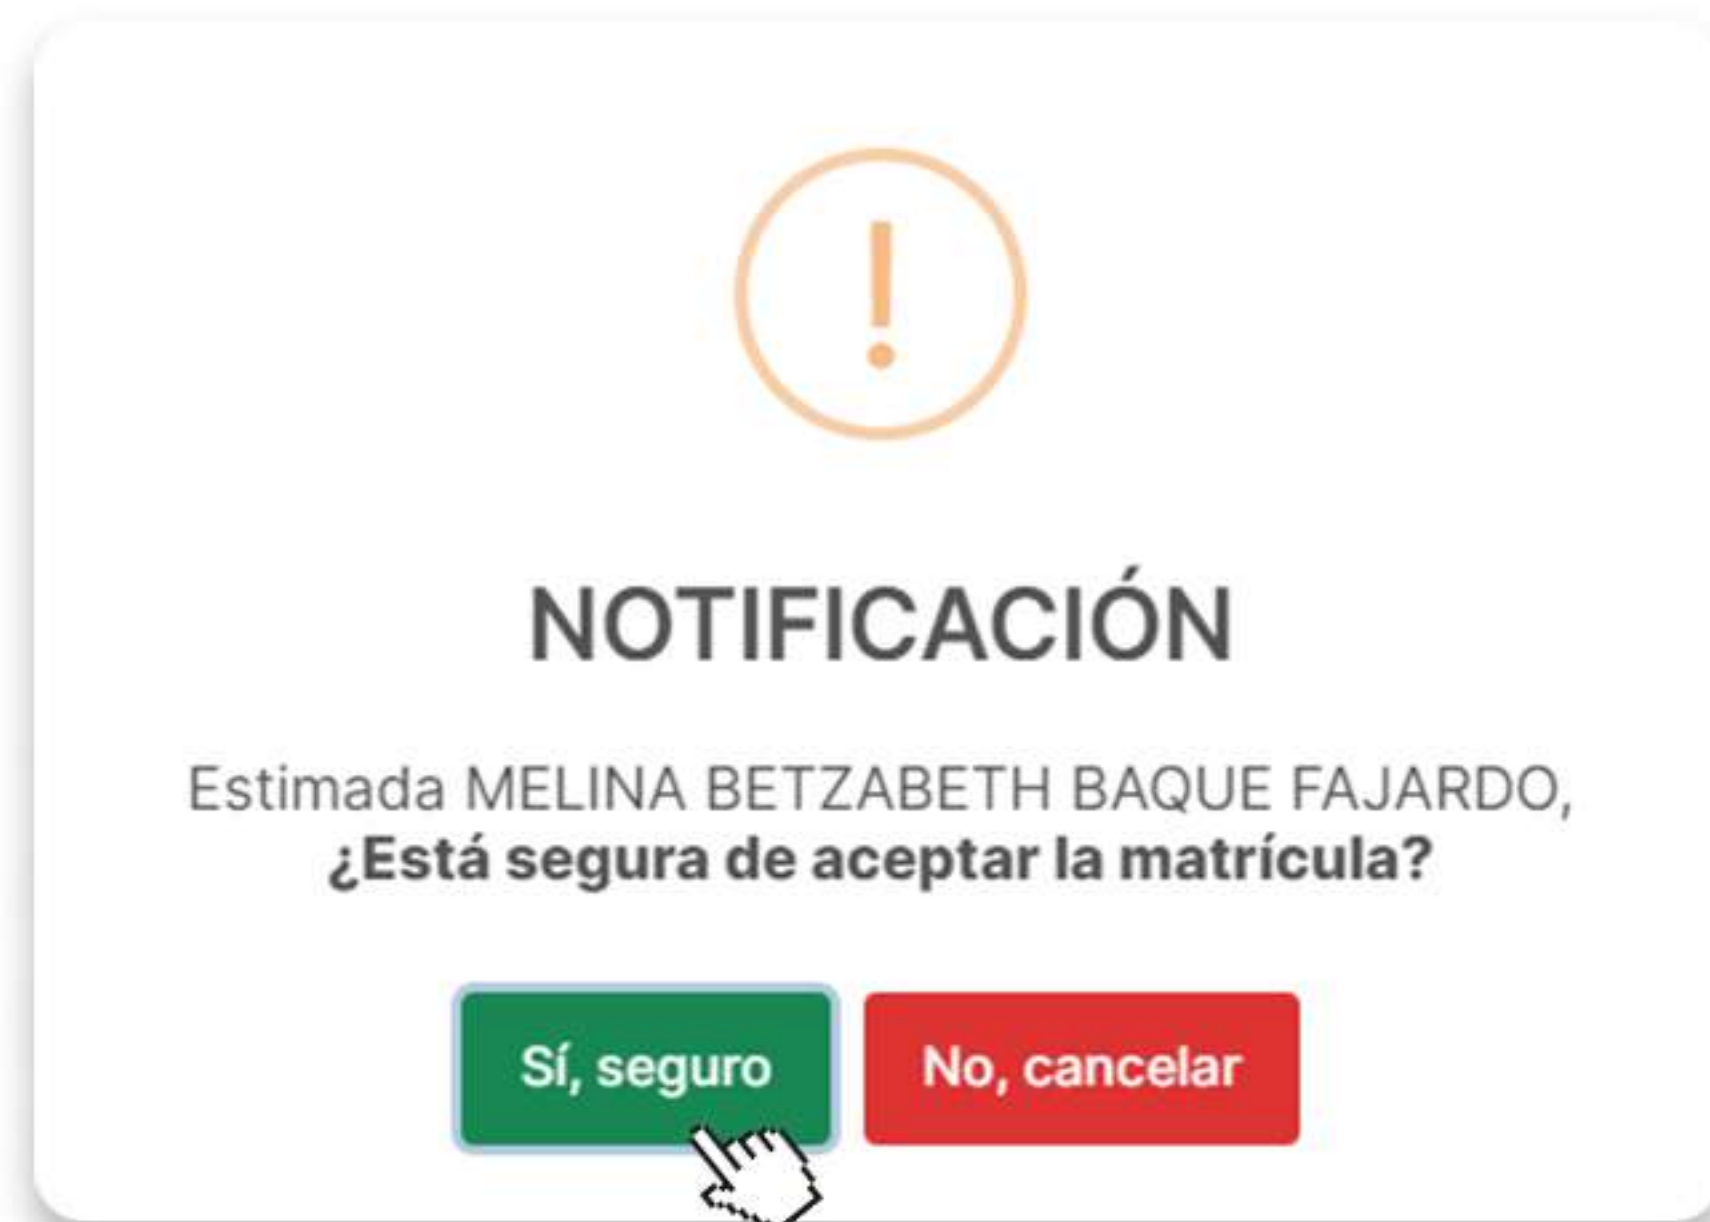 NOTIFICACIÓN
Estimada MELINA BETZABETH BAQUE FAJARDO,
¿Está segura de aceptar la matrícula?
Sí, seguro
No, cancelar